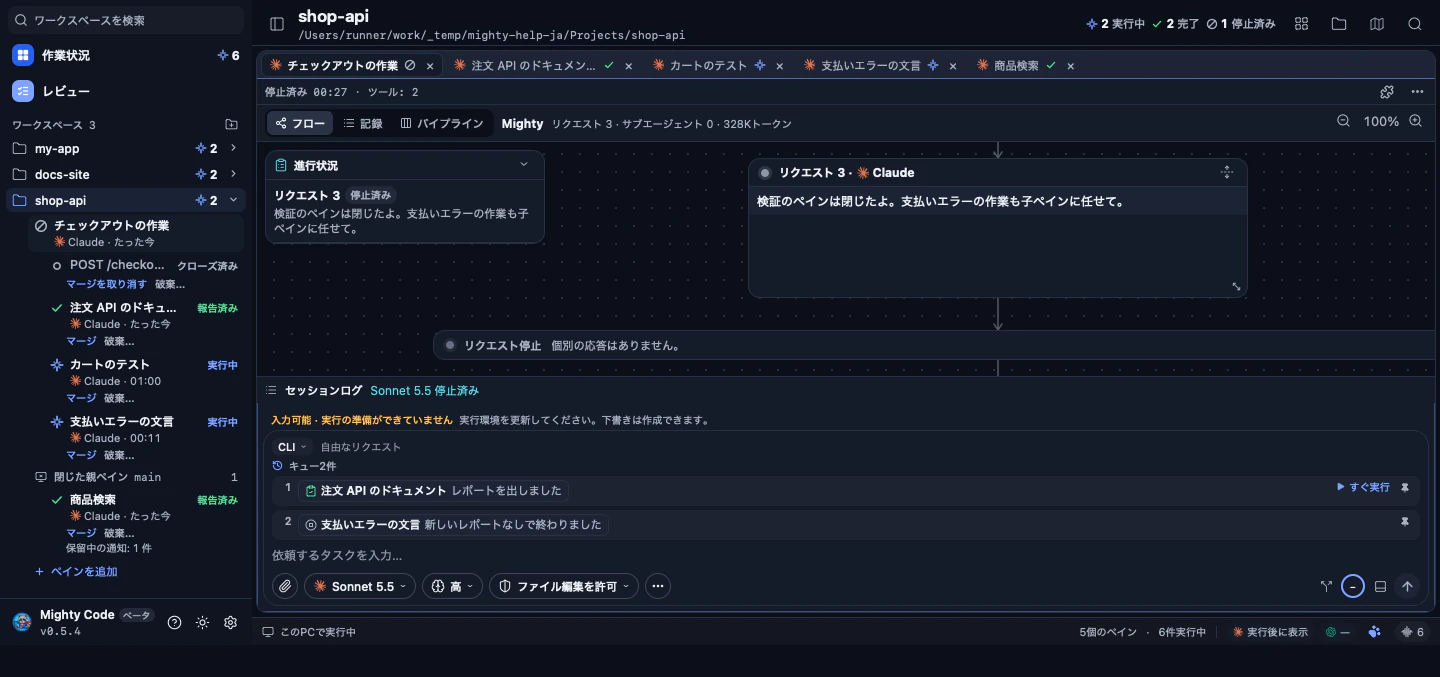 ワークスペースを検索
作業状況 6
レビュー
ワークスペース 3
my-app 2
docs-site 2
shop-api 2
チェックアウトの作業
Claude · たった今
POST /checko... クローズ済み
マージを取り消す 破棄...
注文 API のドキュ... 報告済み
Claude · たった今
マージ 破棄...
カートのテスト 実行中
Claude · 01:00
マージ 破棄...
支払いエラーの文言 実行中
Claude · 00:11
マージ 破棄...
閉じた親ペイン main 1
商品検索 報告済み
Claude · たった今
マージ 破棄...
保留中の通知: 1 件
+ ペインを追加
Mighty Code ベータ
v0.5.4
shop-api
/Users/runner/work/_temp/mighty-help-ja/Projects/shop-api
2 実行中 2 完了 1 停止済み
チェックアウトの作業
注文 API のドキュメン...
カートのテスト
支払いエラーの文言
商品検索
停止済み 00:27 · ツール: 2
フロー 記録 パイプライン Mighty リクエスト 3 · サブエージェント 0 · 328Kトークン
100%
進行状況
リクエスト 3 停止済み
検証のペインは閉じたよ。支払いエラーの作業も子
ペインに任せて。
リクエスト 3 · Claude
検証のペインは閉じたよ。支払いエラーの作業も子ペインに任せて。
リクエスト停止 個別の応答はありません。
セッションログ Sonnet 5.5 停止済み
入力可能 · 実行の準備ができていません 実行環境を更新してください。下書きは作成できます。
CLI 自由なリクエスト
キュー2件
1 注文 API のドキュメント レポートを出しました すぐ実行
2 支払いエラーの文言 新しいレポートなしで終わりました
依頼するタスクを入力...
Sonnet 5.5 高 ファイル編集を許可
このPCで実行中
5個のペイン · 6件実行中 実行後に表示 — 6